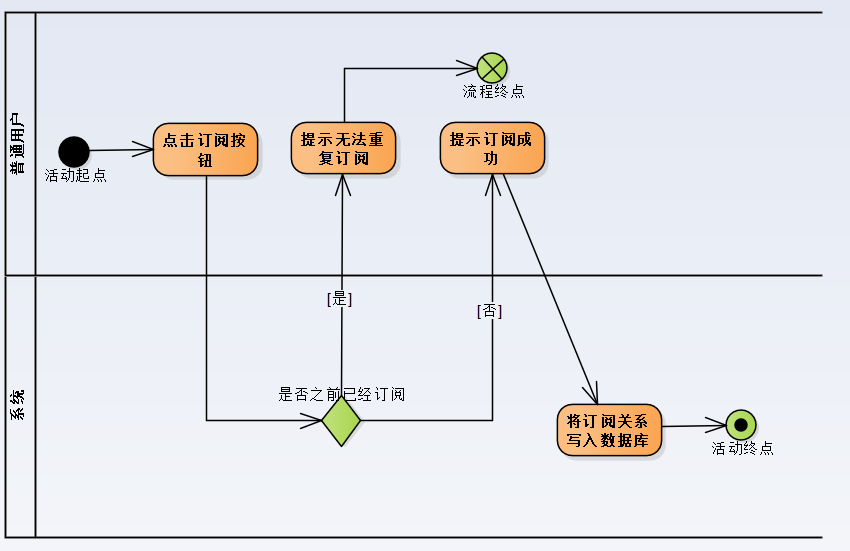 普通用户
流程终点
点击订阅按
钮
提示无法重
复订阅
提示订阅成
功
活动起点
[是]
[否]
系统
是否之前已经订阅
将订阅关系
写入数据库
活动终点